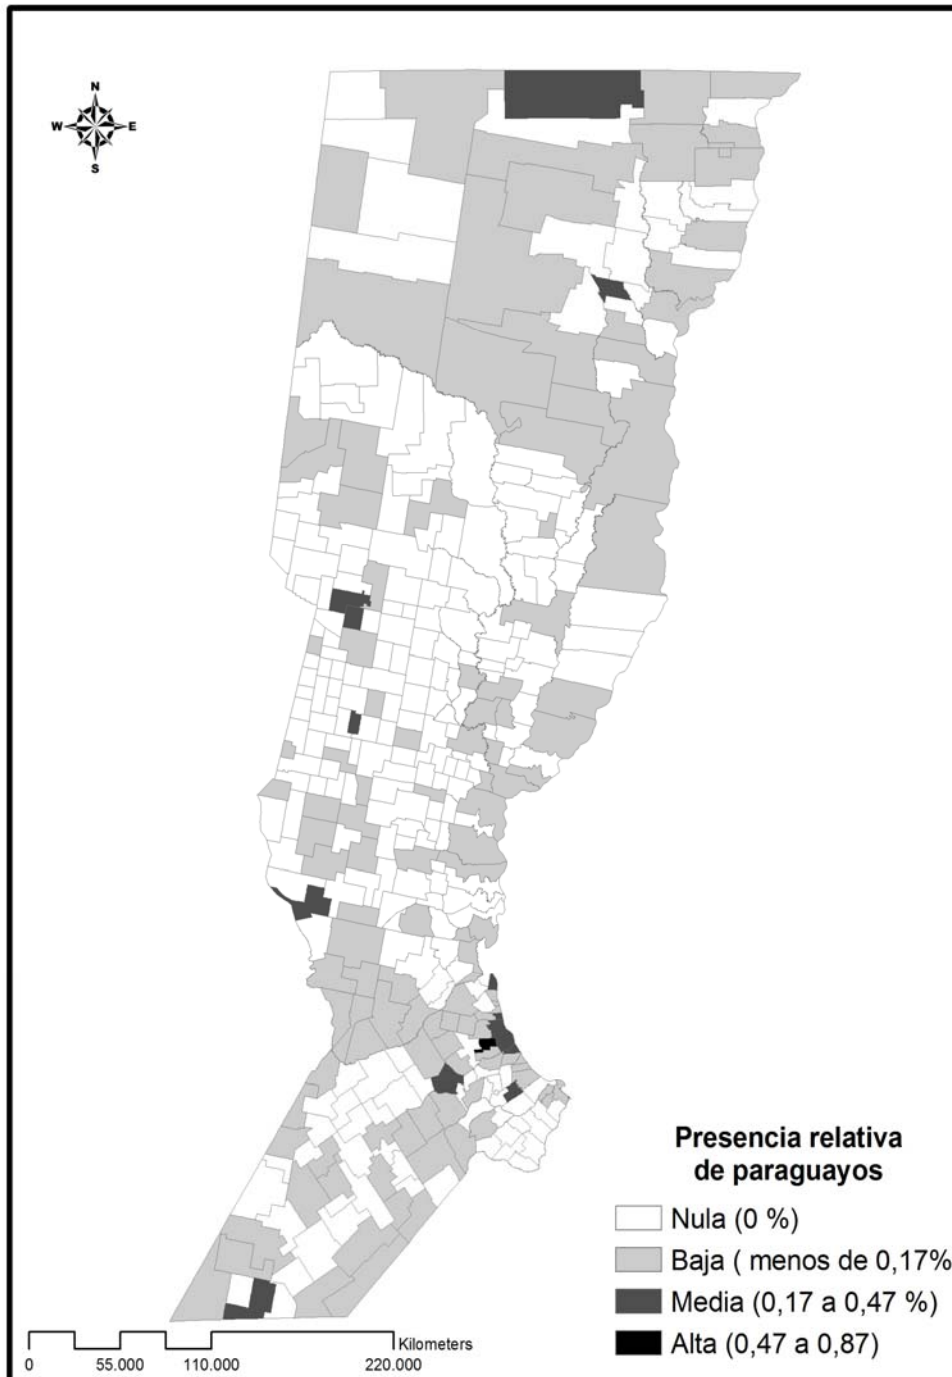 N
W E
S
Presencia relativa
de paraguayos
Nula (0 %)
Baja ( menos de 0,17%
Media (0,17 a 0,47 %)
Alta (0,47 a 0,87)
Kilometers
0 55.000 110.000 220.000